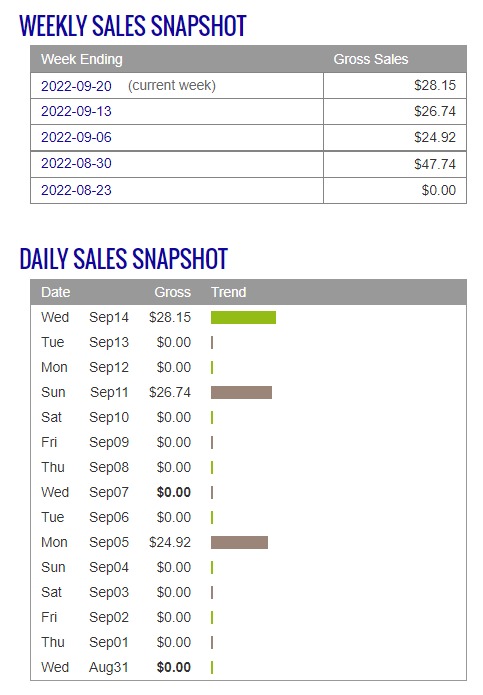 WEEKLY SALES SNAPSHOT
Week Ending Gross Sales
2022-09-20 (current week) $28.15
2022-09-13 $26.74
2022-09-06 $24.92
2022-08-30 $47.74
2022-08-23 $0.00
DAILY SALES SNAPSHOT
Date Gross Trend
Wed Sep14 $28.15
Tue Sep13 $0.00
Mon Sep12 $0.00
Sun Sep11 $26.74
Sat Sep10 $0.00
Fri Sep09 $0.00
Thu Sep08 $0.00
Wed Sep07 $0.00
Tue Sep06 $0.00
Mon Sep05 $24.92
Sun Sep04 $0.00
Sat Sep03 $0.00
Fri Sep02 $0.00
Thu Sep01 $0.00
Wed Aug31 $0.00